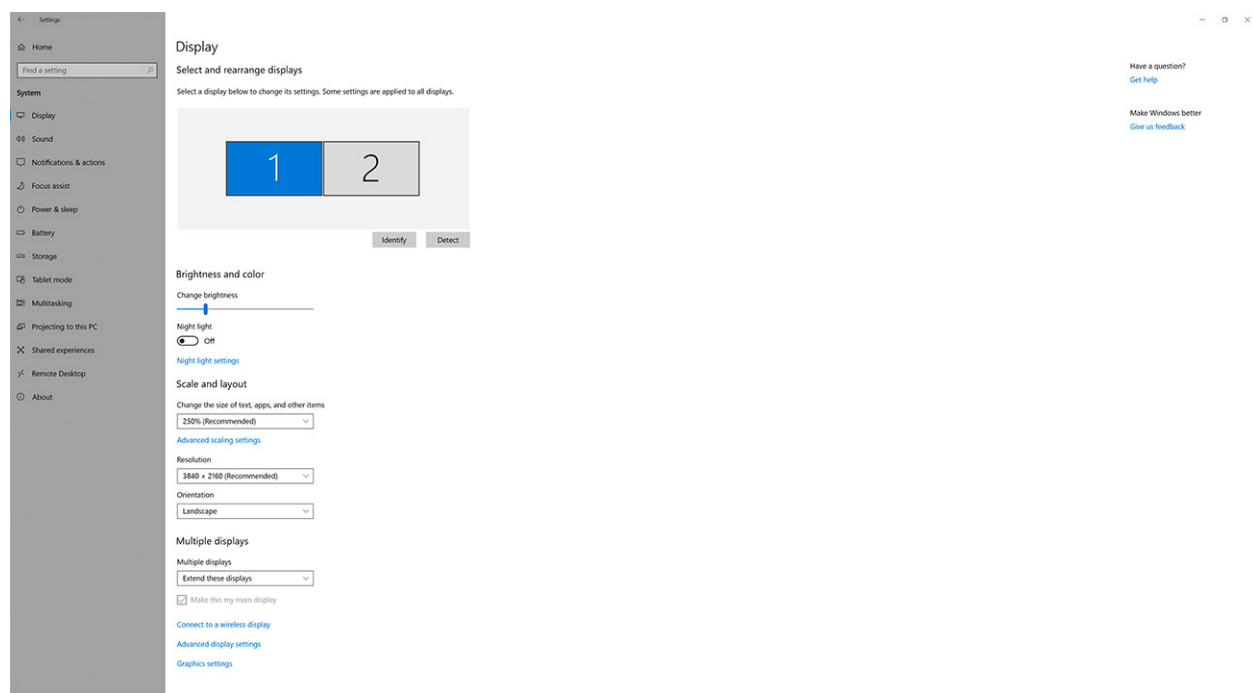 Settings
Home
Find a setting
System
Display
Sound
Notifications & actions
Focus assist
Power & sleep
Battery
Storage
Tablet mode
Multitasking
Projecting to this PC
Shared experiences
Remote Desktop
About
Display
Select and rearrange displays
Select a display below to change its settings. Some settings are applied to all displays.
1 2
Identify Detect
Brightness and color
Change brightness
Night light
Off
Night light settings
Scale and layout
Change the size of text, apps, and other items
250% (Recommended)
Advanced scaling settings
Resolution
3840 × 2160 (Recommended)
Orientation
Landscape
Multiple displays
Multiple displays
Extend these displays
Make this my main display
Connect to a wireless display
Advanced display settings
Graphics settings
Have a question?
Get help
Make Windows better
Give us feedback